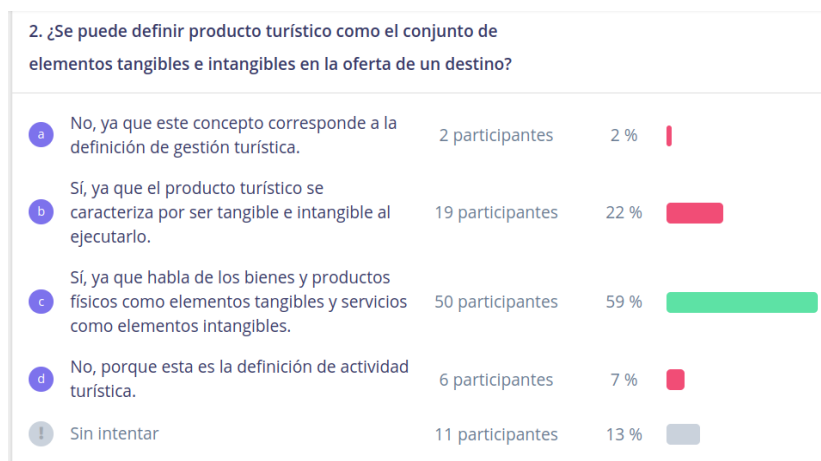 2. ¿Se puede definir producto turístico como el conjunto de
elementos tangibles e intangibles en la oferta de un destino?
a
No, ya que este concepto corresponde a la
definición de gestión turística.
2 participantes
2 %
b
Sí, ya que el producto turístico se
caracteriza por ser tangible e intangible al
ejecutarlo.
19 participantes
22 %
c
Sí, ya que habla de los bienes y productos
físicos como elementos tangibles y servicios
como elementos intangibles.
50 participantes
59 %
d
No, porque esta es la definición de actividad
turística.
6 participantes
7 %
!
Sin intentar
11 participantes
13 %